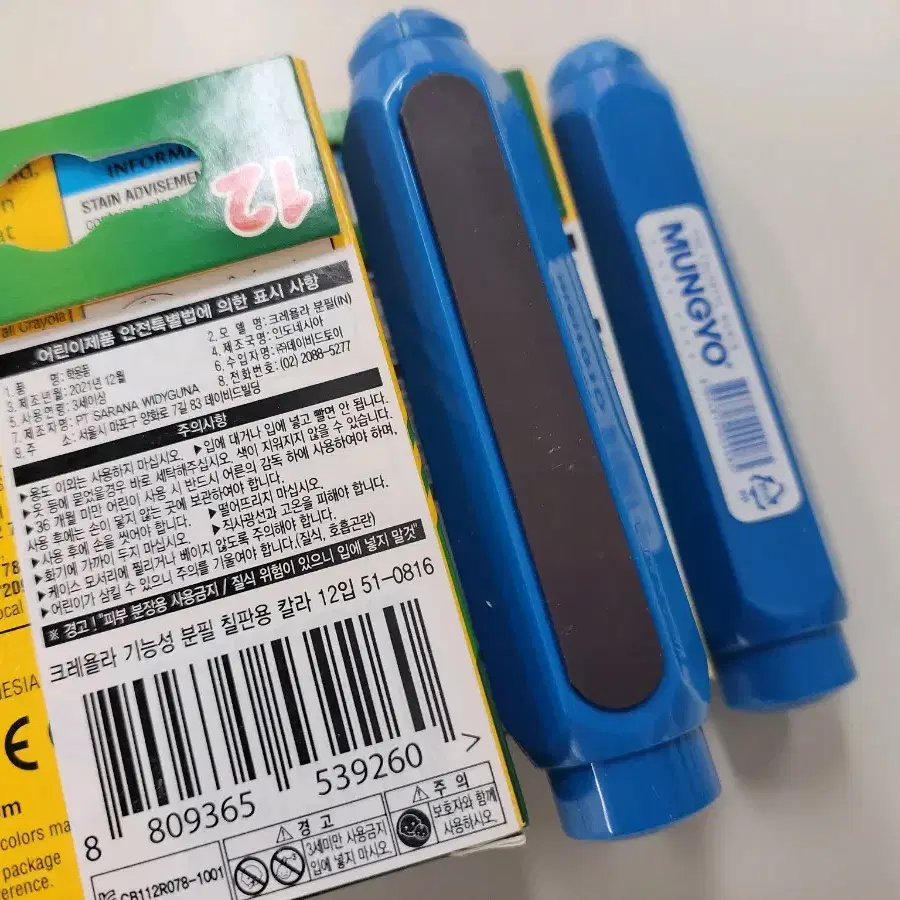 INFORM
STAIN ADVISEMEN
12
all Crayola
어린이제품 안전특별법에 의한 표시 사항
1. 품 명: 학용품
2. 모 델 명: 크레욜라 분필(IN)
3. 제조년월: 2021년 12월
4. 제조국명: 인도네시아
5. 사용연령: 3세이상
6. 수입자명: ㈜데이비드토이
7. 제조자명: PT SARANA WIDYGUNA
8. 전화번호: (02) 2088-5277
9. 주 소: 서울시 마포구 양화로 7길 83 데이비드빌딩
주의사항
▶용도 이외는 사용하지 마십시오. ▶입에 대거나 입에 넣고 빨면 안 됩니다.
▶옷 등에 묻었을경우 바로 세탁해주십시오. 색이 지워지지 않을 수 있습니다.
▶36 개월 미만 어린이 사용 시 반드시 어른의 감독 하에 사용하여야 하며,
사용 후에는 손이 닿지 않는 곳에 보관하여야 합니다.
▶사용 후에 손을 씻어야 합니다. ▶떨어뜨리지 마십시오.
▶화기에 가까이 두지 마십시오. ▶직사광선과 고온을 피해야 합니다.
▶케이스 모서리에 찔리거나 베이지 않도록 주의해야 합니다.
▶어린이가 삼킬 수 있으니 주의를 기울여야 합니다.(질식, 호흡곤란)
※ 경고! "피부 분장용 사용금지 / 질식 위험이 있으니 입에 넣지 말것"
크레욜라 기능성 분필 칠판용 칼라 12입 51-0816
8 809365 539260 >
CB112R078-1001
⚠ 경 고
3세미만 사용금지
입에 넣지 마시오
⚠ 주 의
보호자와 함께
사용하시오.
NESIA
CE
colors ma
package
erence.
MUNGYO